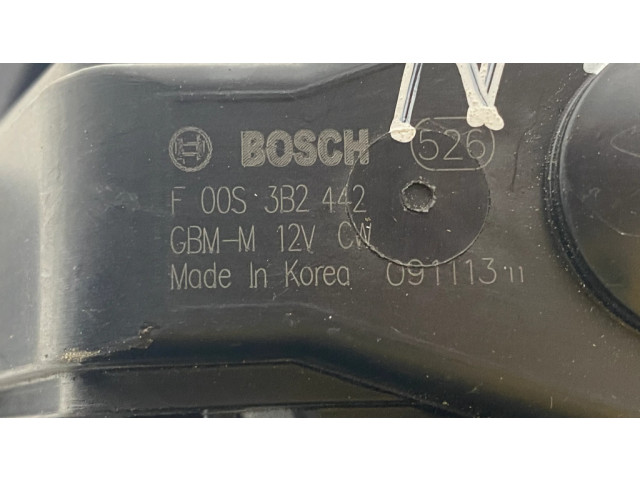 BOSCH 526
F 00S 3B2 442
GBM-M 12V CW
Made In Korea 091113 11